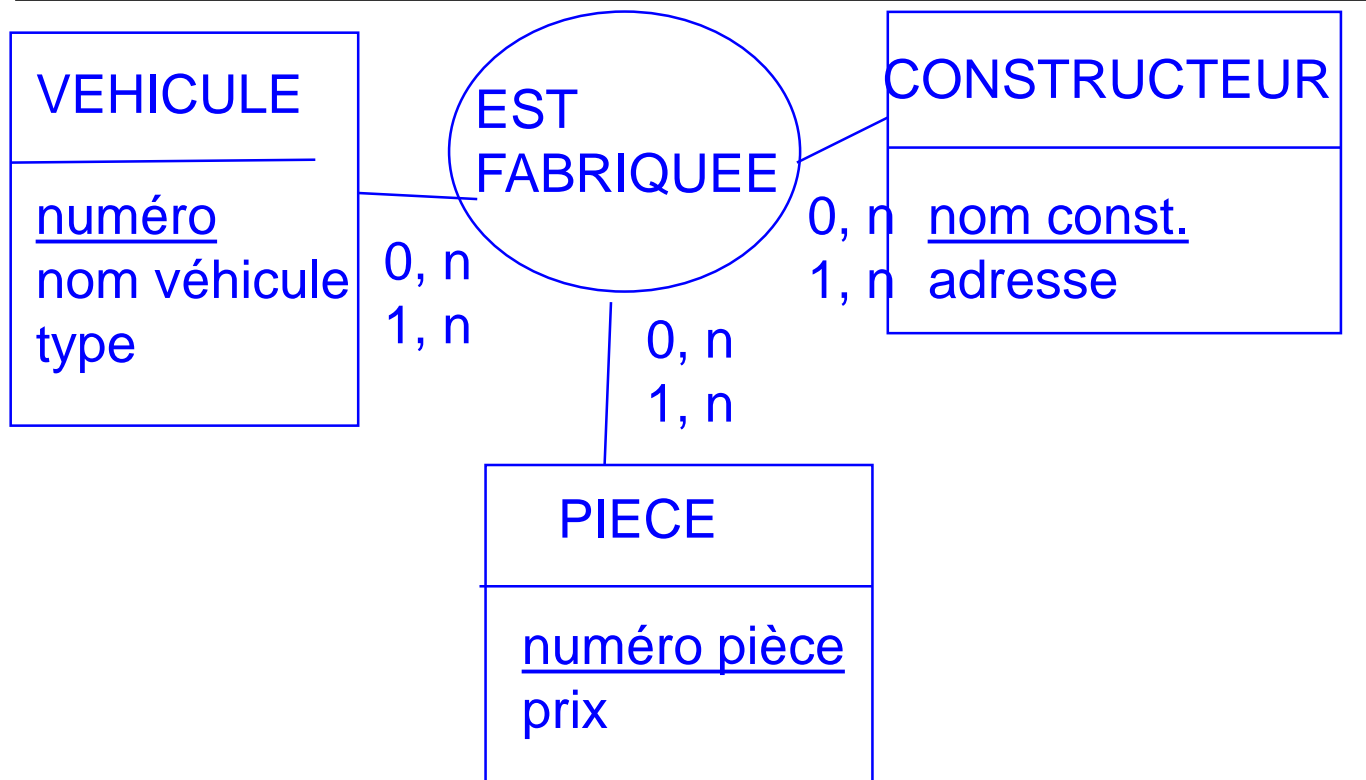 VEHICULE
numéro
nom véhicule
type
0, n
1, n
EST
FABRIQUEE
0, n
1, n
CONSTRUCTEUR
nom const.
adresse
0, n
1, n
PIECE
numéro pièce
prix